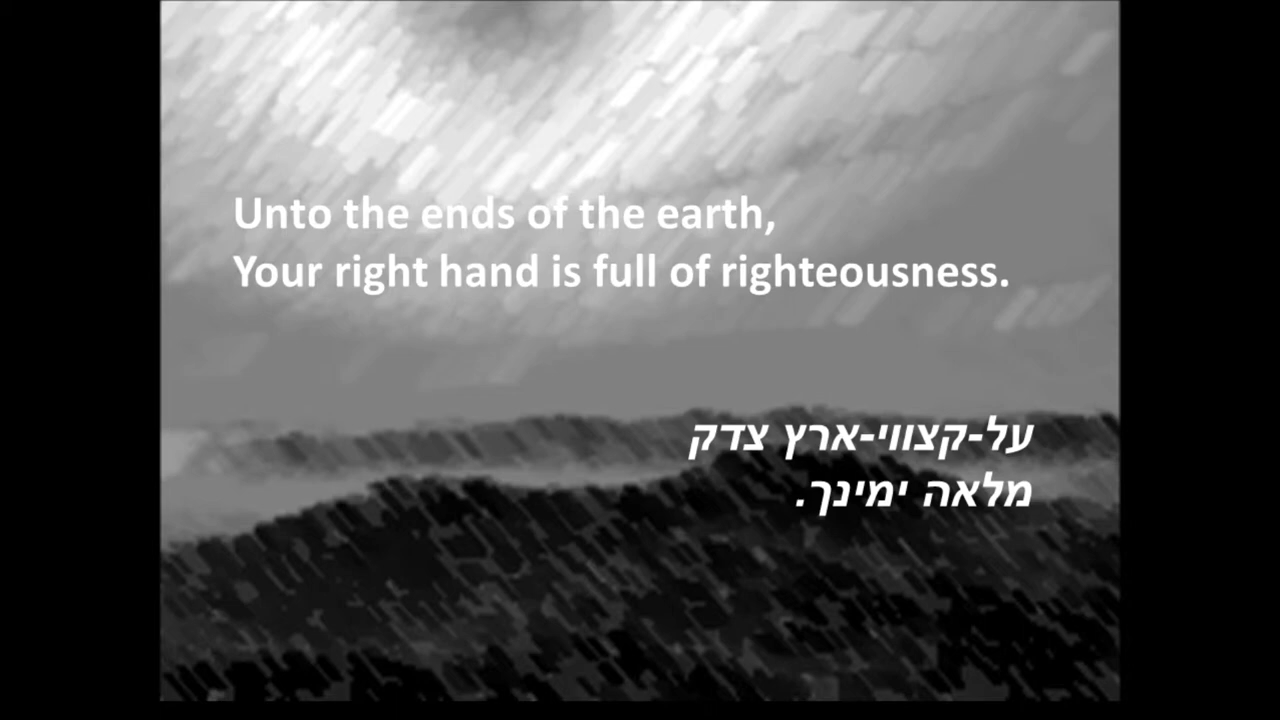 Unto the ends of the earth,
Your right hand is full of righteousness.
על-קצווי-ארץ צדק
מלאה ימינך.